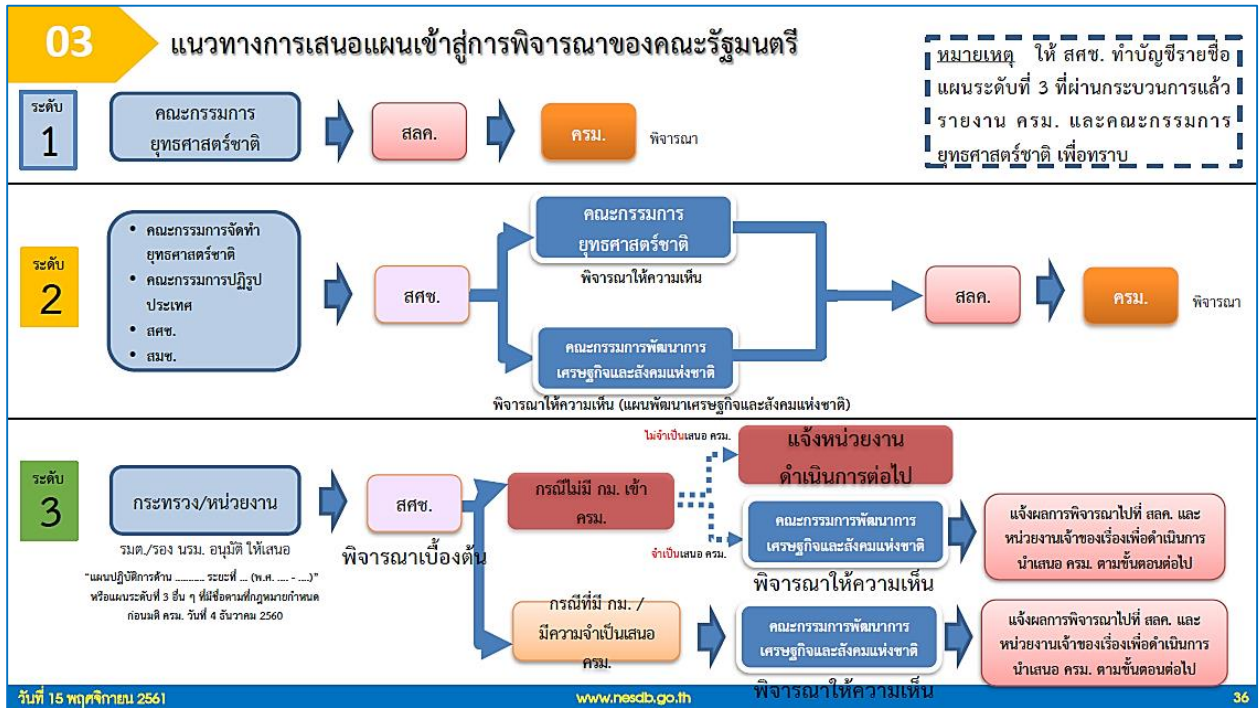 03
แนวทางการเสนอแผนเข้าสู่การพิจารณาของคณะรัฐมนตรี
หมายเหตุ ให้ สศช. ทำบัญชีรายชื่อ
แผนระดับที่ 3 ที่ผ่านกระบวนการแล้ว
รายงาน ครม. และคณะกรรมการ
ยุทธศาสตร์ชาติ เพื่อทราบ
ระดับ
1
คณะกรรมการ
ยุทธศาสตร์ชาติ
สลค.
ครม.
พิจารณา
ระดับ
2
• คณะกรรมการจัดทำ
ยุทธศาสตร์ชาติ
• คณะกรรมการปฏิรูป
ประเทศ
• สศช.
• สมช.
สศช.
คณะกรรมการ
ยุทธศาสตร์ชาติ
พิจารณาให้ความเห็น
คณะกรรมการพัฒนาการ
เศรษฐกิจและสังคมแห่งชาติ
พิจารณาให้ความเห็น (แผนพัฒนาเศรษฐกิจและสังคมแห่งชาติ)
สลค.
ครม.
พิจารณา
ระดับ
3
กระทรวง/หน่วยงาน
รมต./รอง นรม. อนุมัติ ให้เสนอ
"แผนปฏิบัติการด้าน ........... ระยะที่ ... (พ.ศ. .... - ....)"
หรือแผนระดับที่ 3 อื่น ๆ ที่มีชื่อตามที่กฎหมายกำหนด
ก่อนมติ ครม. วันที่ 4 ธันวาคม 2560
สศช.
พิจารณาเบื้องต้น
กรณีไม่มี กม. เข้า
ครม.
ไม่จำเป็นเสนอ ครม.
แจ้งหน่วยงาน
ดำเนินการต่อไป
จำเป็นเสนอ ครม.
คณะกรรมการพัฒนาการ
เศรษฐกิจและสังคมแห่งชาติ
พิจารณาให้ความเห็น
แจ้งผลการพิจารณาไปที่ สลค. และ
หน่วยงานเจ้าของเรื่องเพื่อดำเนินการ
นำเสนอ ครม. ตามขั้นตอนต่อไป
กรณีที่มี กม. /
มีความจำเป็นเสนอ
ครม.
คณะกรรมการพัฒนาการ
เศรษฐกิจและสังคมแห่งชาติ
พิจารณาให้ความเห็น
แจ้งผลการพิจารณาไปที่ สลค. และ
หน่วยงานเจ้าของเรื่องเพื่อดำเนินการ
นำเสนอ ครม. ตามขั้นตอนต่อไป
วันที่ 15 พฤศจิกายน 2561
www.nesdb.go.th
36